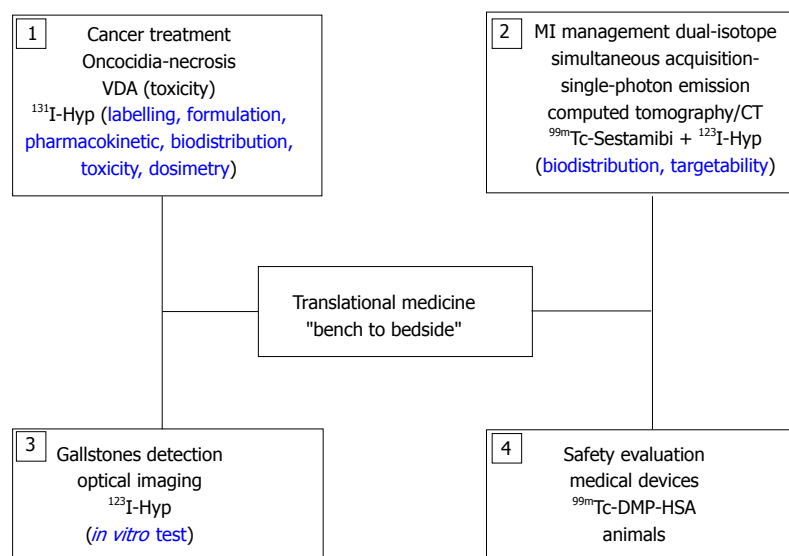 1
Cancer treatment
Oncocidia-necrosis
VDA (toxicity)
¹³¹I-Hyp (labelling, formulation,
pharmacokinetic, biodistribution,
toxicity, dosimetry)
2
MI management dual-isotope
simultaneous acquisition-
single-photon emission
computed tomography/CT
⁹⁹ᵐTc-Sestamibi + ¹²³I-Hyp
(biodistribution, targetability)
Translational medicine
"bench to bedside"
3
Gallstones detection
optical imaging
¹²³I-Hyp
(in vitro test)
4
Safety evaluation
medical devices
⁹⁹ᵐTc-DMP-HSA
animals